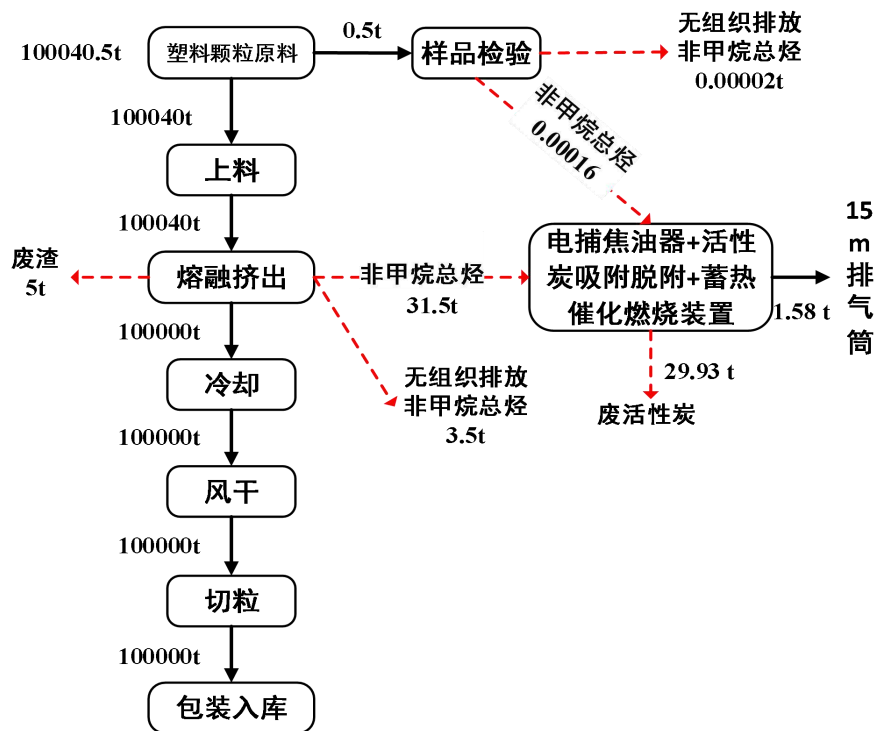 100040.5t
塑料颗粒原料
0.5t
样品检验
无组织排放
非甲烷总烃
0.00002t
100040t
非甲烷总烃
0.00016
上料
100040t
废渣
5t
熔融挤出
非甲烷总烃
31.5t
电捕焦油器+活性
炭吸附脱附+蓄热
催化燃烧装置
1.58 t
15
m
排
气
筒
100000t
无组织排放
非甲烷总烃
3.5t
29.93 t
废活性炭
冷却
100000t
风干
100000t
切粒
100000t
包装入库